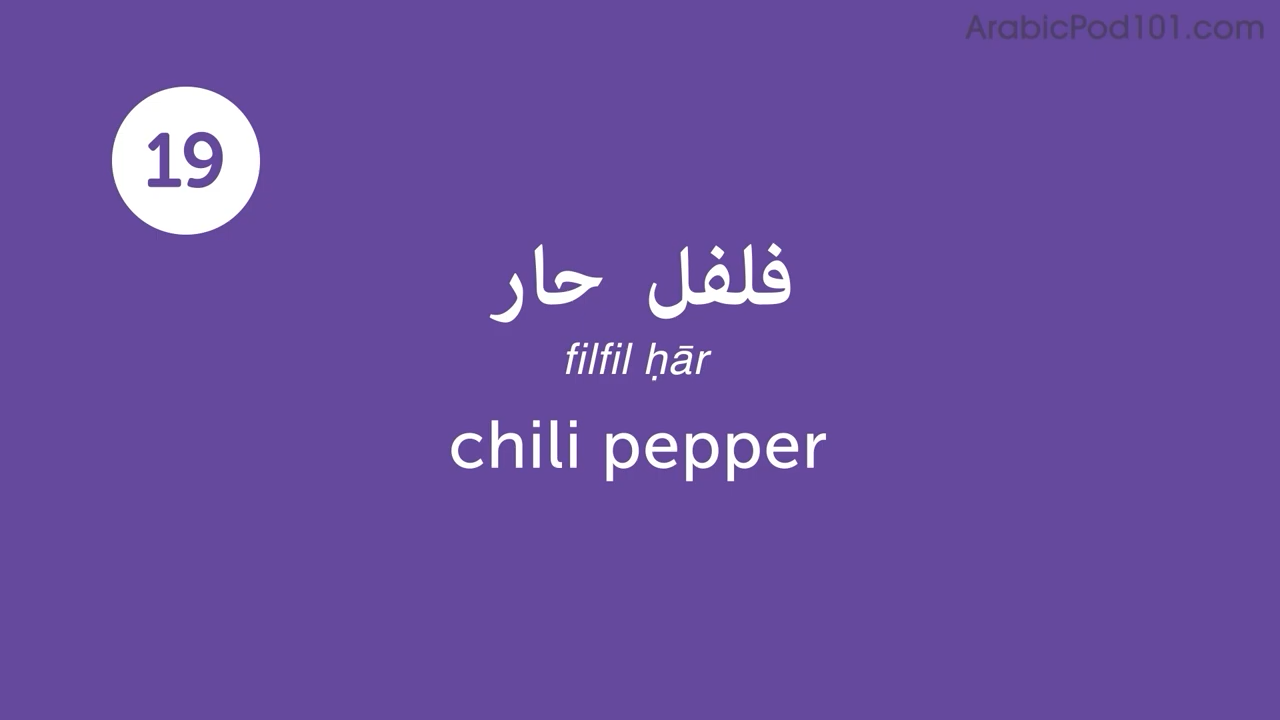 ArabicPod101.com
19
فلفل حار
filfil ḥār
chili pepper